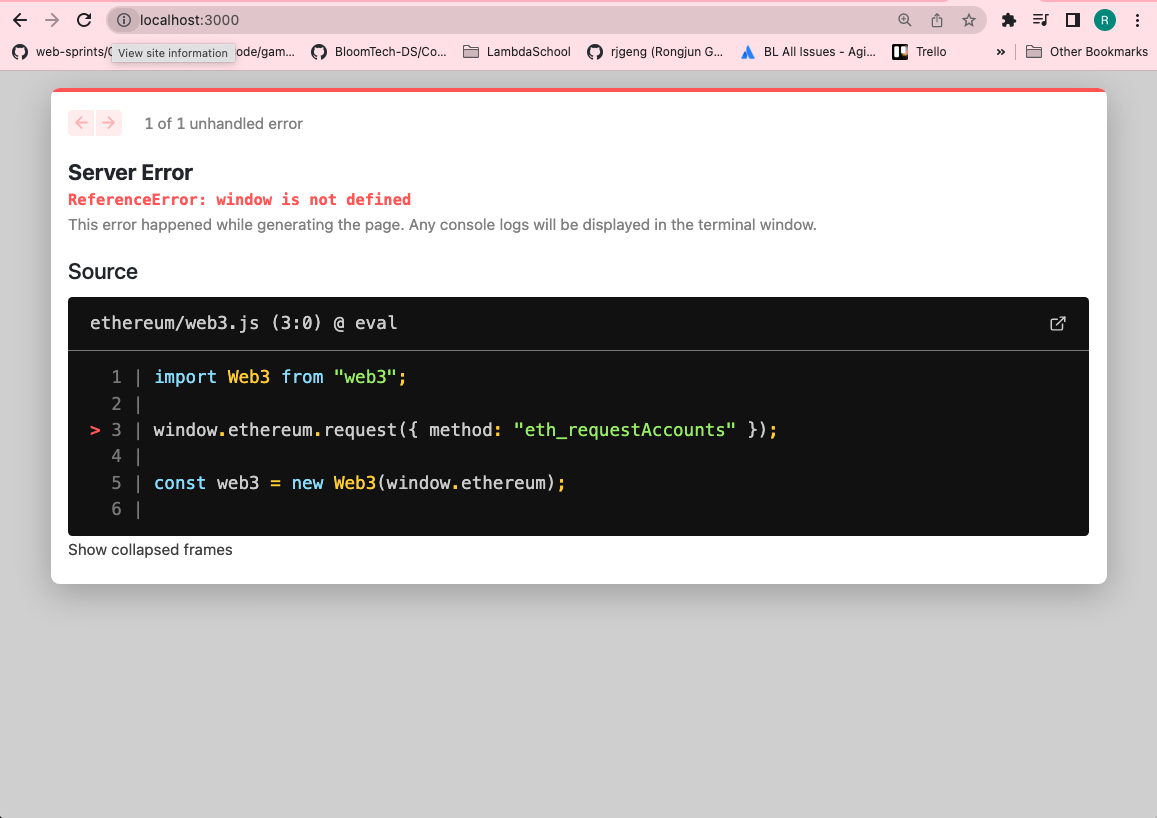 localhost:3000
web-sprints/ ode/gam... BloomTech-DS/Co... LambdaSchool rjgeng (Rongjun G... BL All Issues - Agi... Trello » Other Bookmarks
View site information
R
1 of 1 unhandled error
Server Error
ReferenceError: window is not defined
This error happened while generating the page. Any console logs will be displayed in the terminal window.
Source
ethereum/web3.js (3:0) @ eval
1 | import Web3 from "web3";
2 |
> 3 | window.ethereum.request({ method: "eth_requestAccounts" });
4 |
5 | const web3 = new Web3(window.ethereum);
6 |
Show collapsed frames